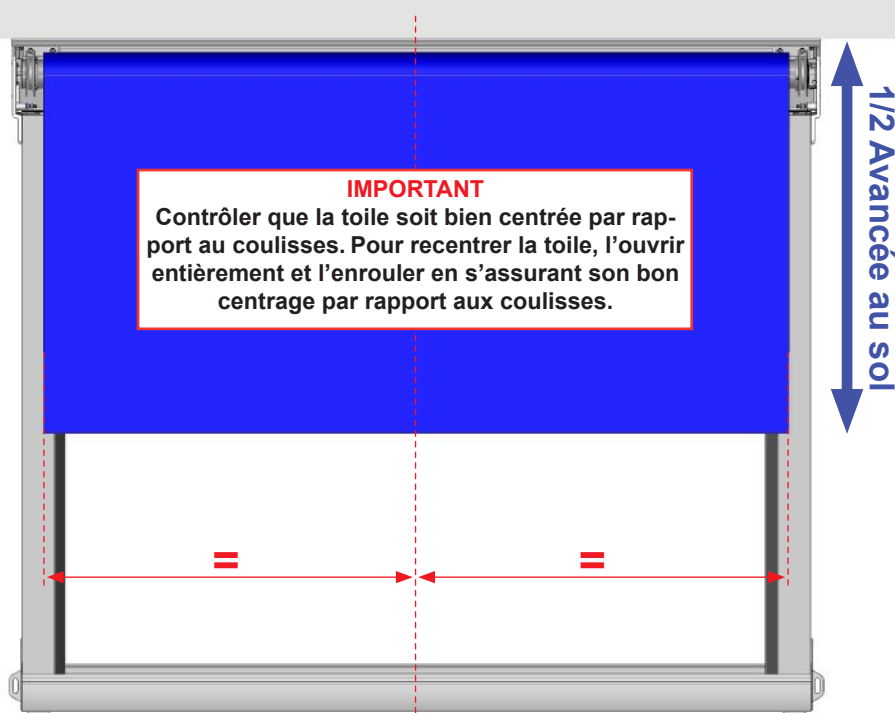 IMPORTANT
Contrôler que la toile soit bien centrée par rap-
port au coulisses. Pour recentrer la toile, l’ouvrir
entièrement et l’enrouler en s’assurant son bon
centrage par rapport aux coulisses.
1/2 Avancée au sol
= =